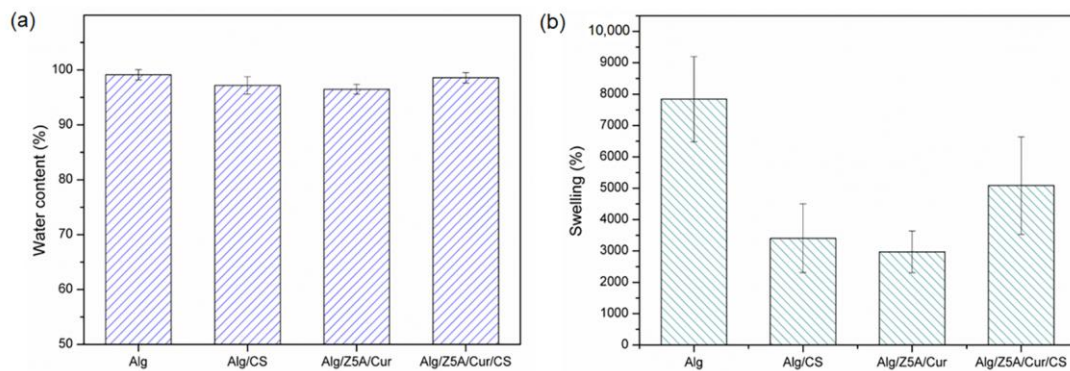 (a)
Water content (%)
100
90
80
70
60
50
Alg
Alg/CS
Alg/Z5A/Cur
Alg/Z5A/Cur/CS
(b)
Swelling (%)
10,000
9000
8000
7000
6000
5000
4000
3000
2000
1000
0
Alg
Alg/CS
Alg/Z5A/Cur
Alg/Z5A/Cur/CS